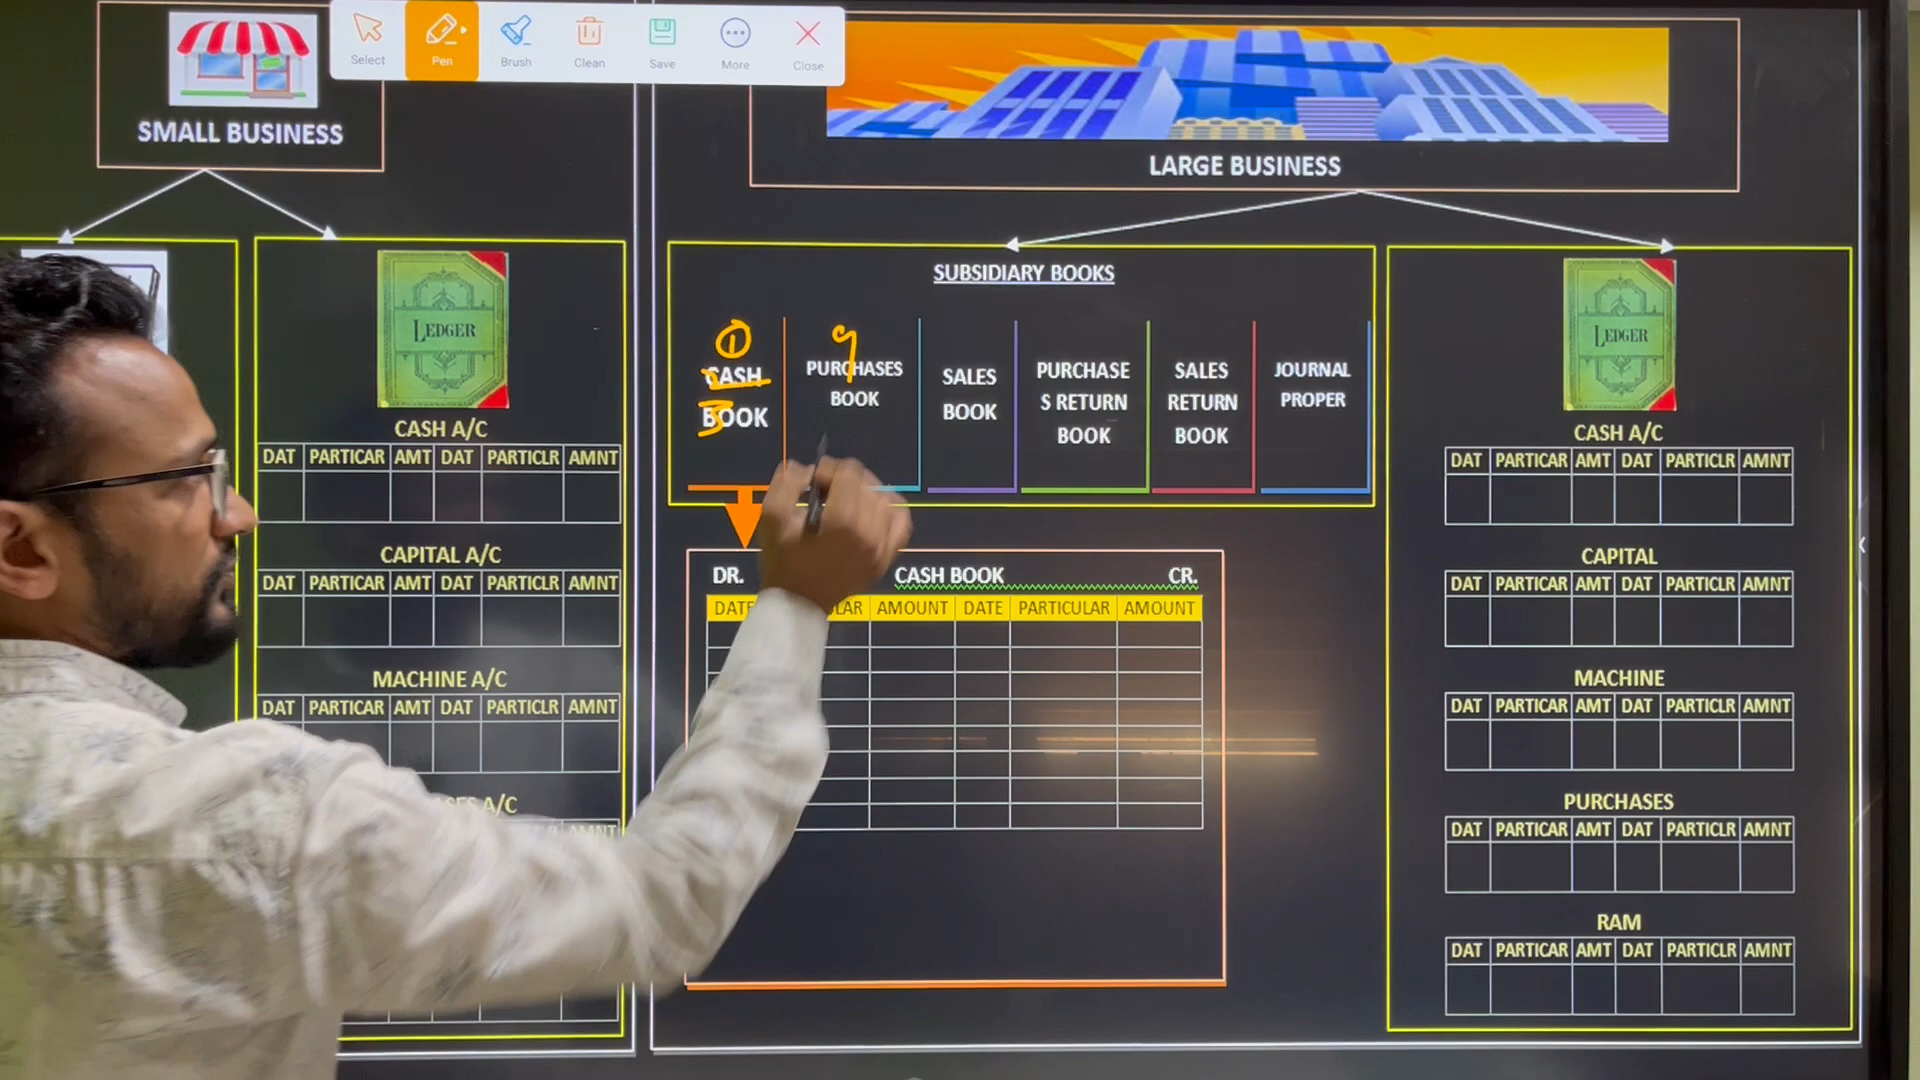 Select Pen Brush Clean Save More Close
SMALL BUSINESS
LARGE BUSINESS
LEDGER
CASH A/C
DAT PARTICAR AMT DAT PARTICLR AMNT
CAPITAL A/C
DAT PARTICAR AMT DAT PARTICLR AMNT
MACHINE A/C
DAT PARTICAR AMT DAT PARTICLR AMNT
A/C
AMNT
SUBSIDIARY BOOKS
1
CASH
BOOK
PURCHASES
BOOK
SALES
BOOK
PURCHASE
S RETURN
BOOK
SALES
RETURN
BOOK
JOURNAL
PROPER
DR. CASH BOOK CR.
DATE AMOUNT DATE PARTICULAR AMOUNT
LEDGER
CASH A/C
DAT PARTICAR AMT DAT PARTICLR AMNT
CAPITAL
DAT PARTICAR AMT DAT PARTICLR AMNT
MACHINE
DAT PARTICAR AMT DAT PARTICLR AMNT
PURCHASES
DAT PARTICAR AMT DAT PARTICLR AMNT
RAM
DAT PARTICAR AMT DAT PARTICLR AMNT